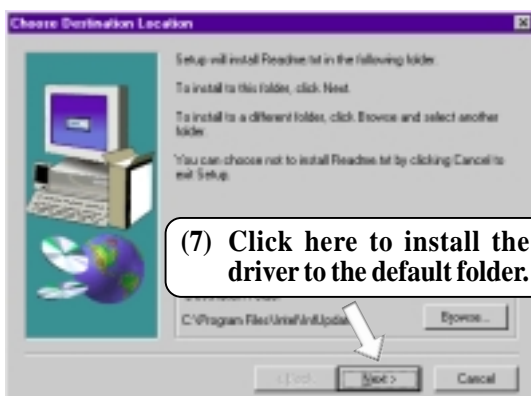 Choose Destination Location
Setup will install Readme.txt in the following folder.
To install to this folder, click Next.
To install to a different folder, click Browse and select another
folder.
You can choose not to install Readme.txt by clicking Cancel to
exit Setup.
(7) Click here to install the
driver to the default folder.
Destination Folder
C:\Program Files\Intel\InfUpdate
Browse...
< Back
Next >
Cancel